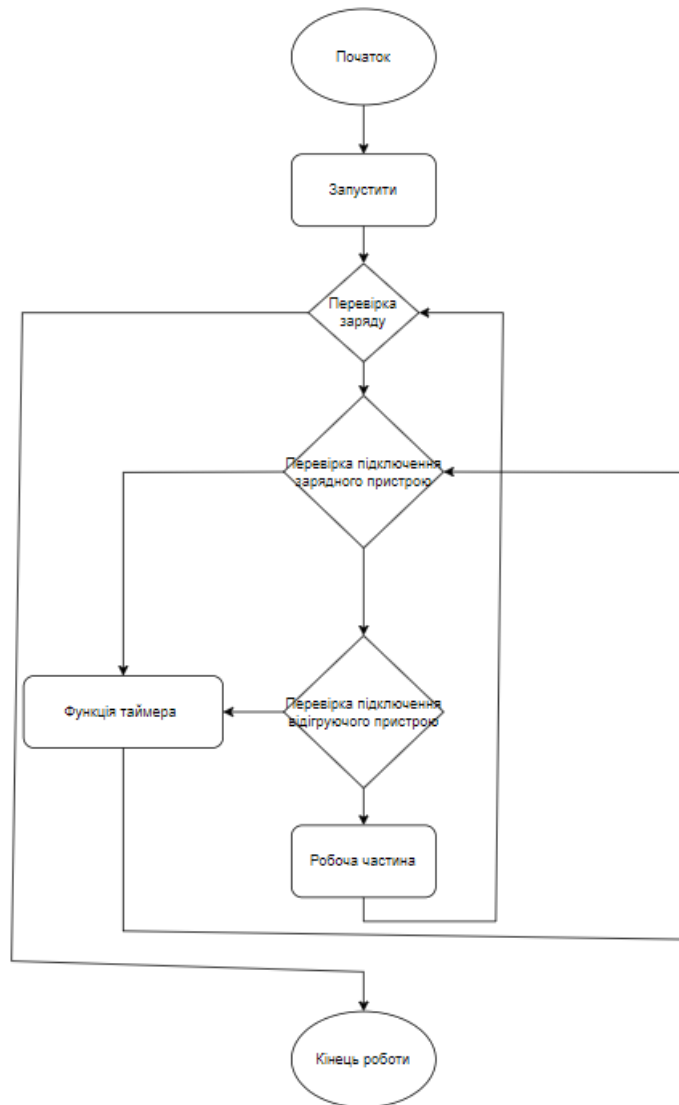 Початок
Запустити
Перевірка
заряду
Перевірка підключення
зарядного пристрою
Функція таймера
Перевірка підключення
відігруючого пристрою
Робоча частина
Кінець роботи